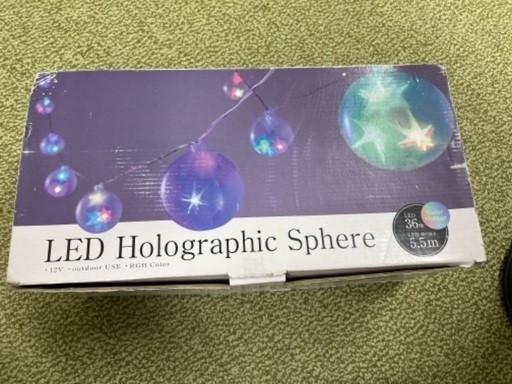 LED Holographic Sphere
・12V ・outdoor USE ・RGB Color
LED
36
5.5m